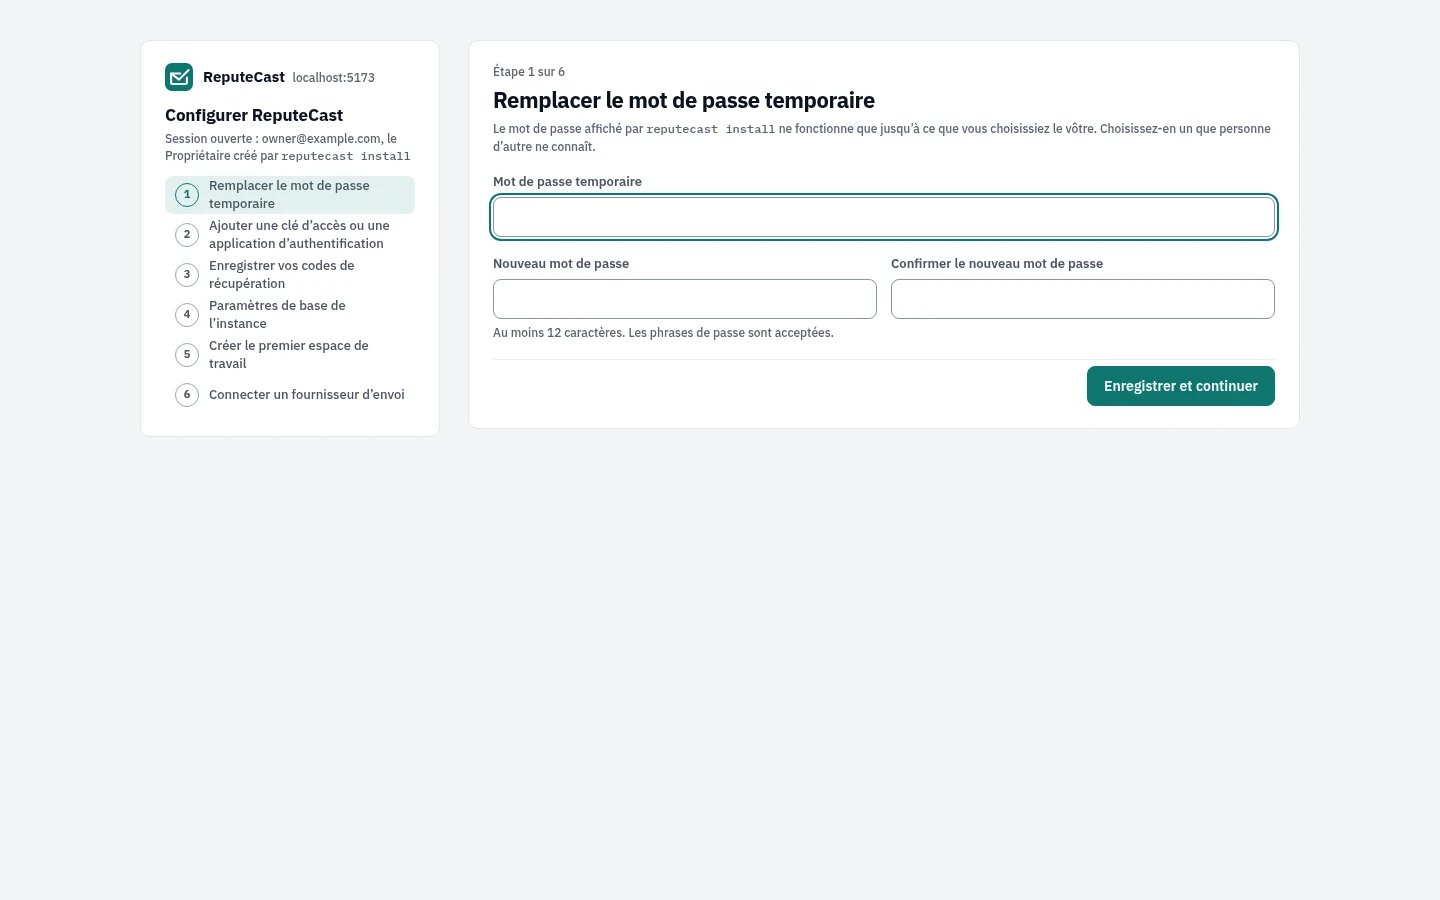 ReputeCast localhost:5173
Configurer ReputeCast
Session ouverte : owner@example.com, le
Propriétaire créé par reputecast install
1 Remplacer le mot de passe
temporaire
2 Ajouter une clé d’accès ou une
application d’authentification
3 Enregistrer vos codes de
récupération
4 Paramètres de base de
l’instance
5 Créer le premier espace de
travail
6 Connecter un fournisseur d’envoi
Étape 1 sur 6
Remplacer le mot de passe temporaire
Le mot de passe affiché par reputecast install ne fonctionne que jusqu’à ce que vous choisissiez le vôtre. Choisissez-en un que personne
d’autre ne connaît.
Mot de passe temporaire
Nouveau mot de passe
Confirmer le nouveau mot de passe
Au moins 12 caractères. Les phrases de passe sont acceptées.
Enregistrer et continuer